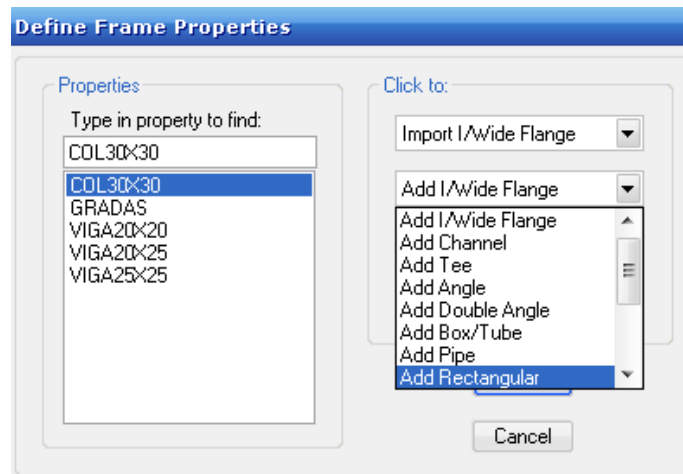 Define Frame Properties
Properties
Type in property to find:
COL30X30
COL30X30
GRADAS
VIGA20X20
VIGA20X25
VIGA25X25
Click to:
Import I/Wide Flange
Add I/Wide Flange
Add I/Wide Flange
Add Channel
Add Tee
Add Angle
Add Double Angle
Add Box/Tube
Add Pipe
Add Rectangular
Cancel